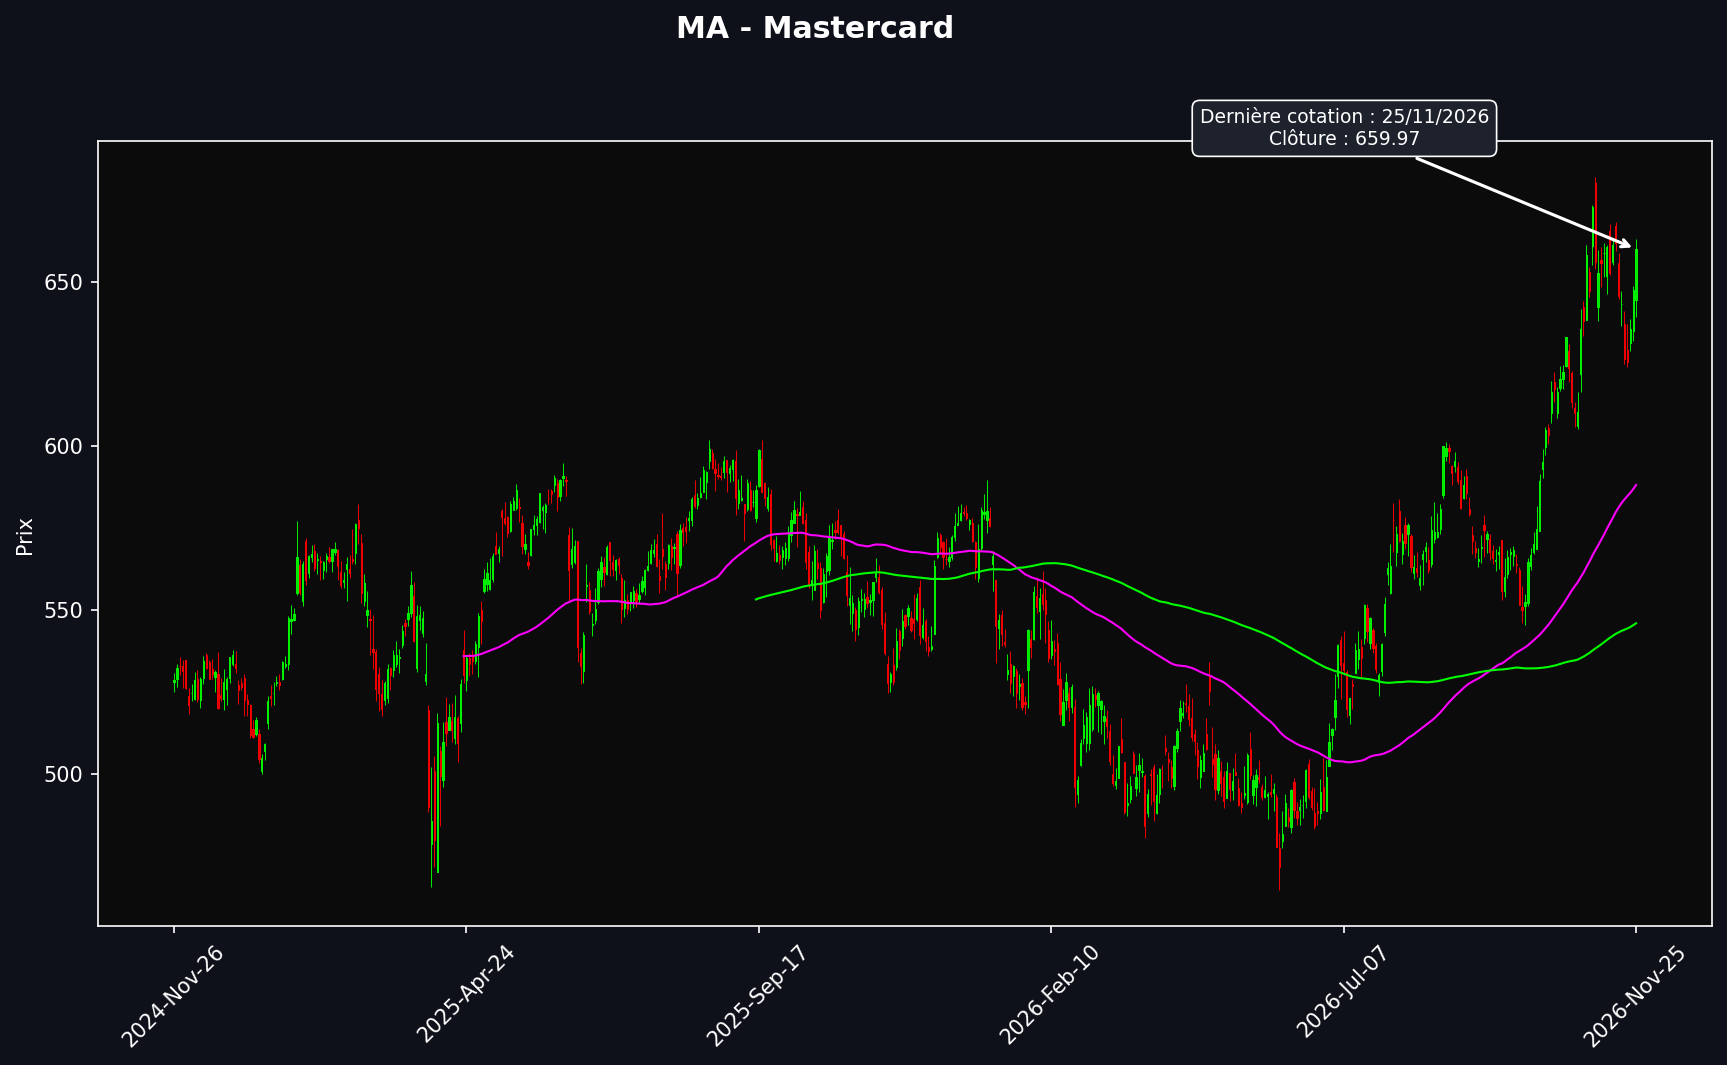 MA - Mastercard
Dernière cotation : 25/11/2026
Clôture : 659.97
Prix
650
600
550
500
2024-Nov-26
2025-Apr-24
2025-Sep-17
2026-Feb-10
2026-Jul-07
2026-Nov-25